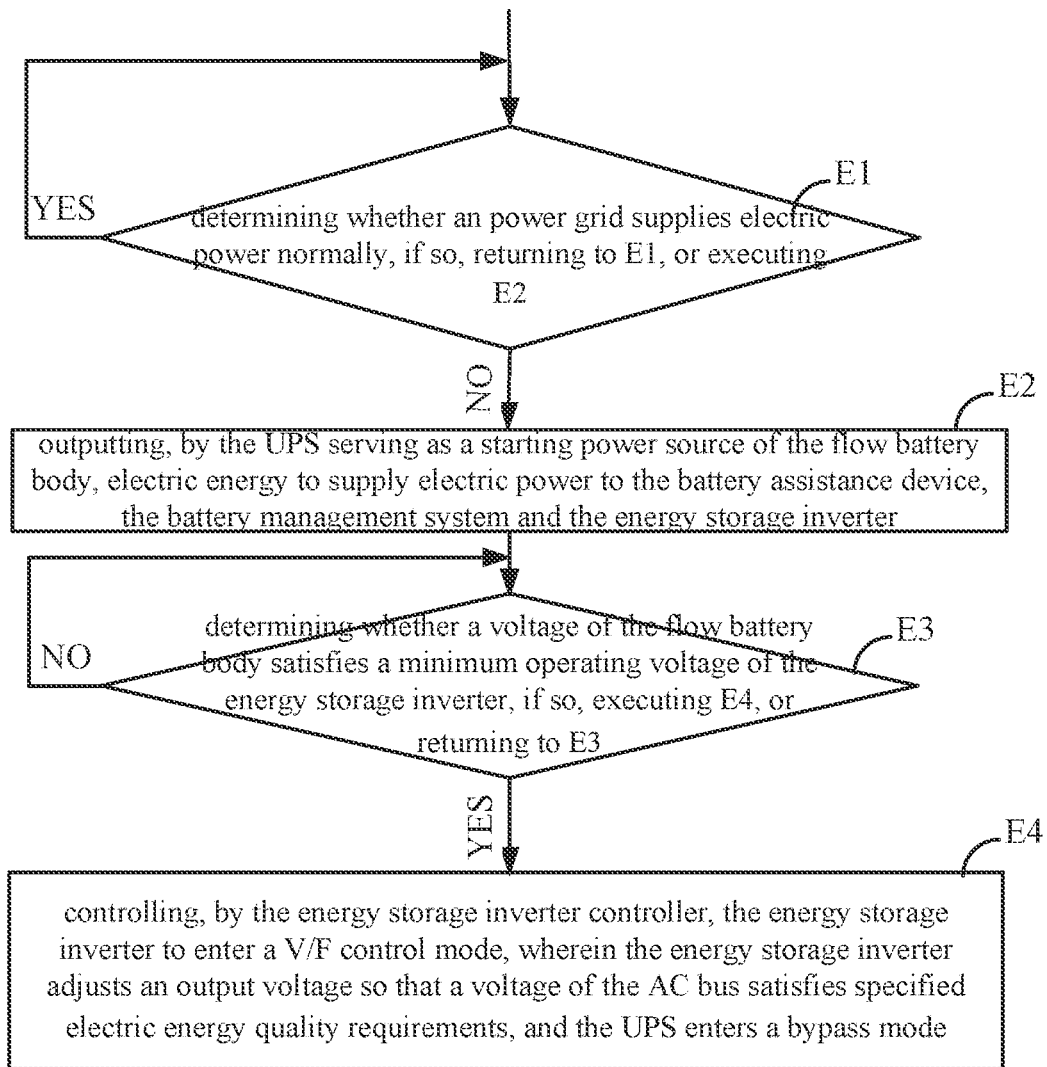 YES
E1
determining whether an power grid supplies electric
power normally, if so, returning to E1, or executing
E2
NO
E2
outputting, by the UPS serving as a starting power source of the flow battery
body, electric energy to supply electric power to the battery assistance device,
the battery management system and the energy storage inverter
NO
E3
determining whether a voltage of the flow battery
body satisfies a minimum operating voltage of the
energy storage inverter, if so, executing E4, or
returning to E3
YES
E4
controlling, by the energy storage inverter controller, the energy storage
inverter to enter a V/F control mode, wherein the energy storage inverter
adjusts an output voltage so that a voltage of the AC bus satisfies specified
electric energy quality requirements, and the UPS enters a bypass mode